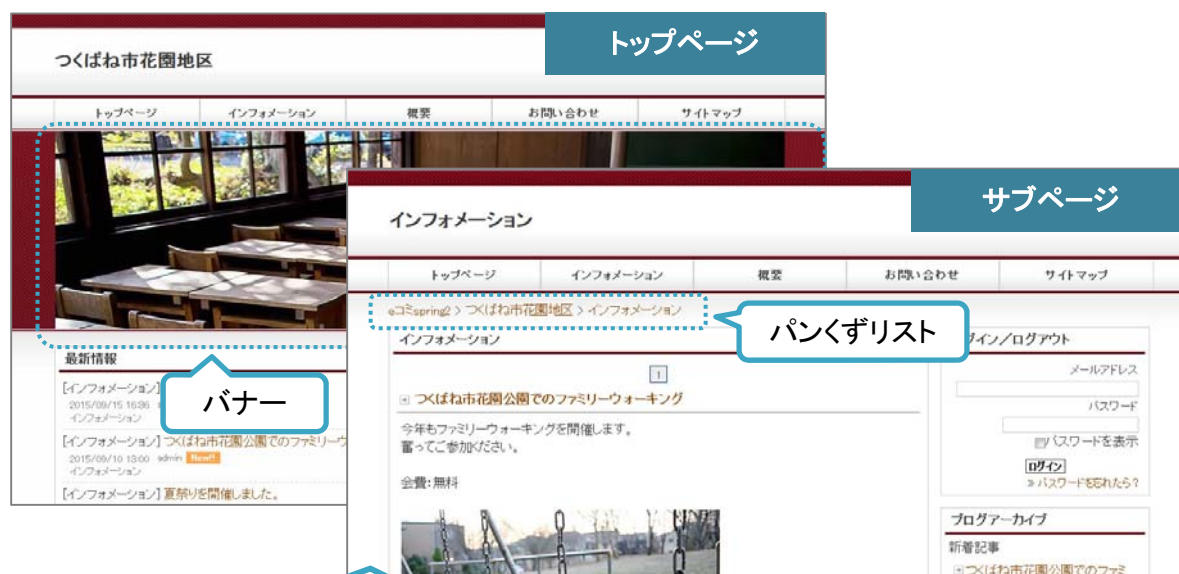 トップページ
つくばね市花園地区
トップページ
インフォメーション
概要
お問い合わせ
サイトマップ
バナー
最新情報
[インフォメーション]
2015/09/15 16:36
インフォメーション
[インフォメーション] つくばね市花園公園でのファミリーウ
2015/09/10 13:00 admin New!!
インフォメーション
[インフォメーション] 夏祭りを開催しました。
サブページ
インフォメーション
トップページ
インフォメーション
概要
お問い合わせ
サイトマップ
eコミspring2 > つくばね市花園地区 > インフォメーション
パンくずリスト
インフォメーション
1
つくばね市花園公園でのファミリーウォーキング
今年もファミリーウォーキングを開催します。
奮ってご参加ください。
会費:無料
グイン/ログアウト
メールアドレス
パスワード
パスワードを表示
ログイン
» パスワードを忘れたら?
ブログアーカイブ
新着記事
つくばね市花園公園でのファミ